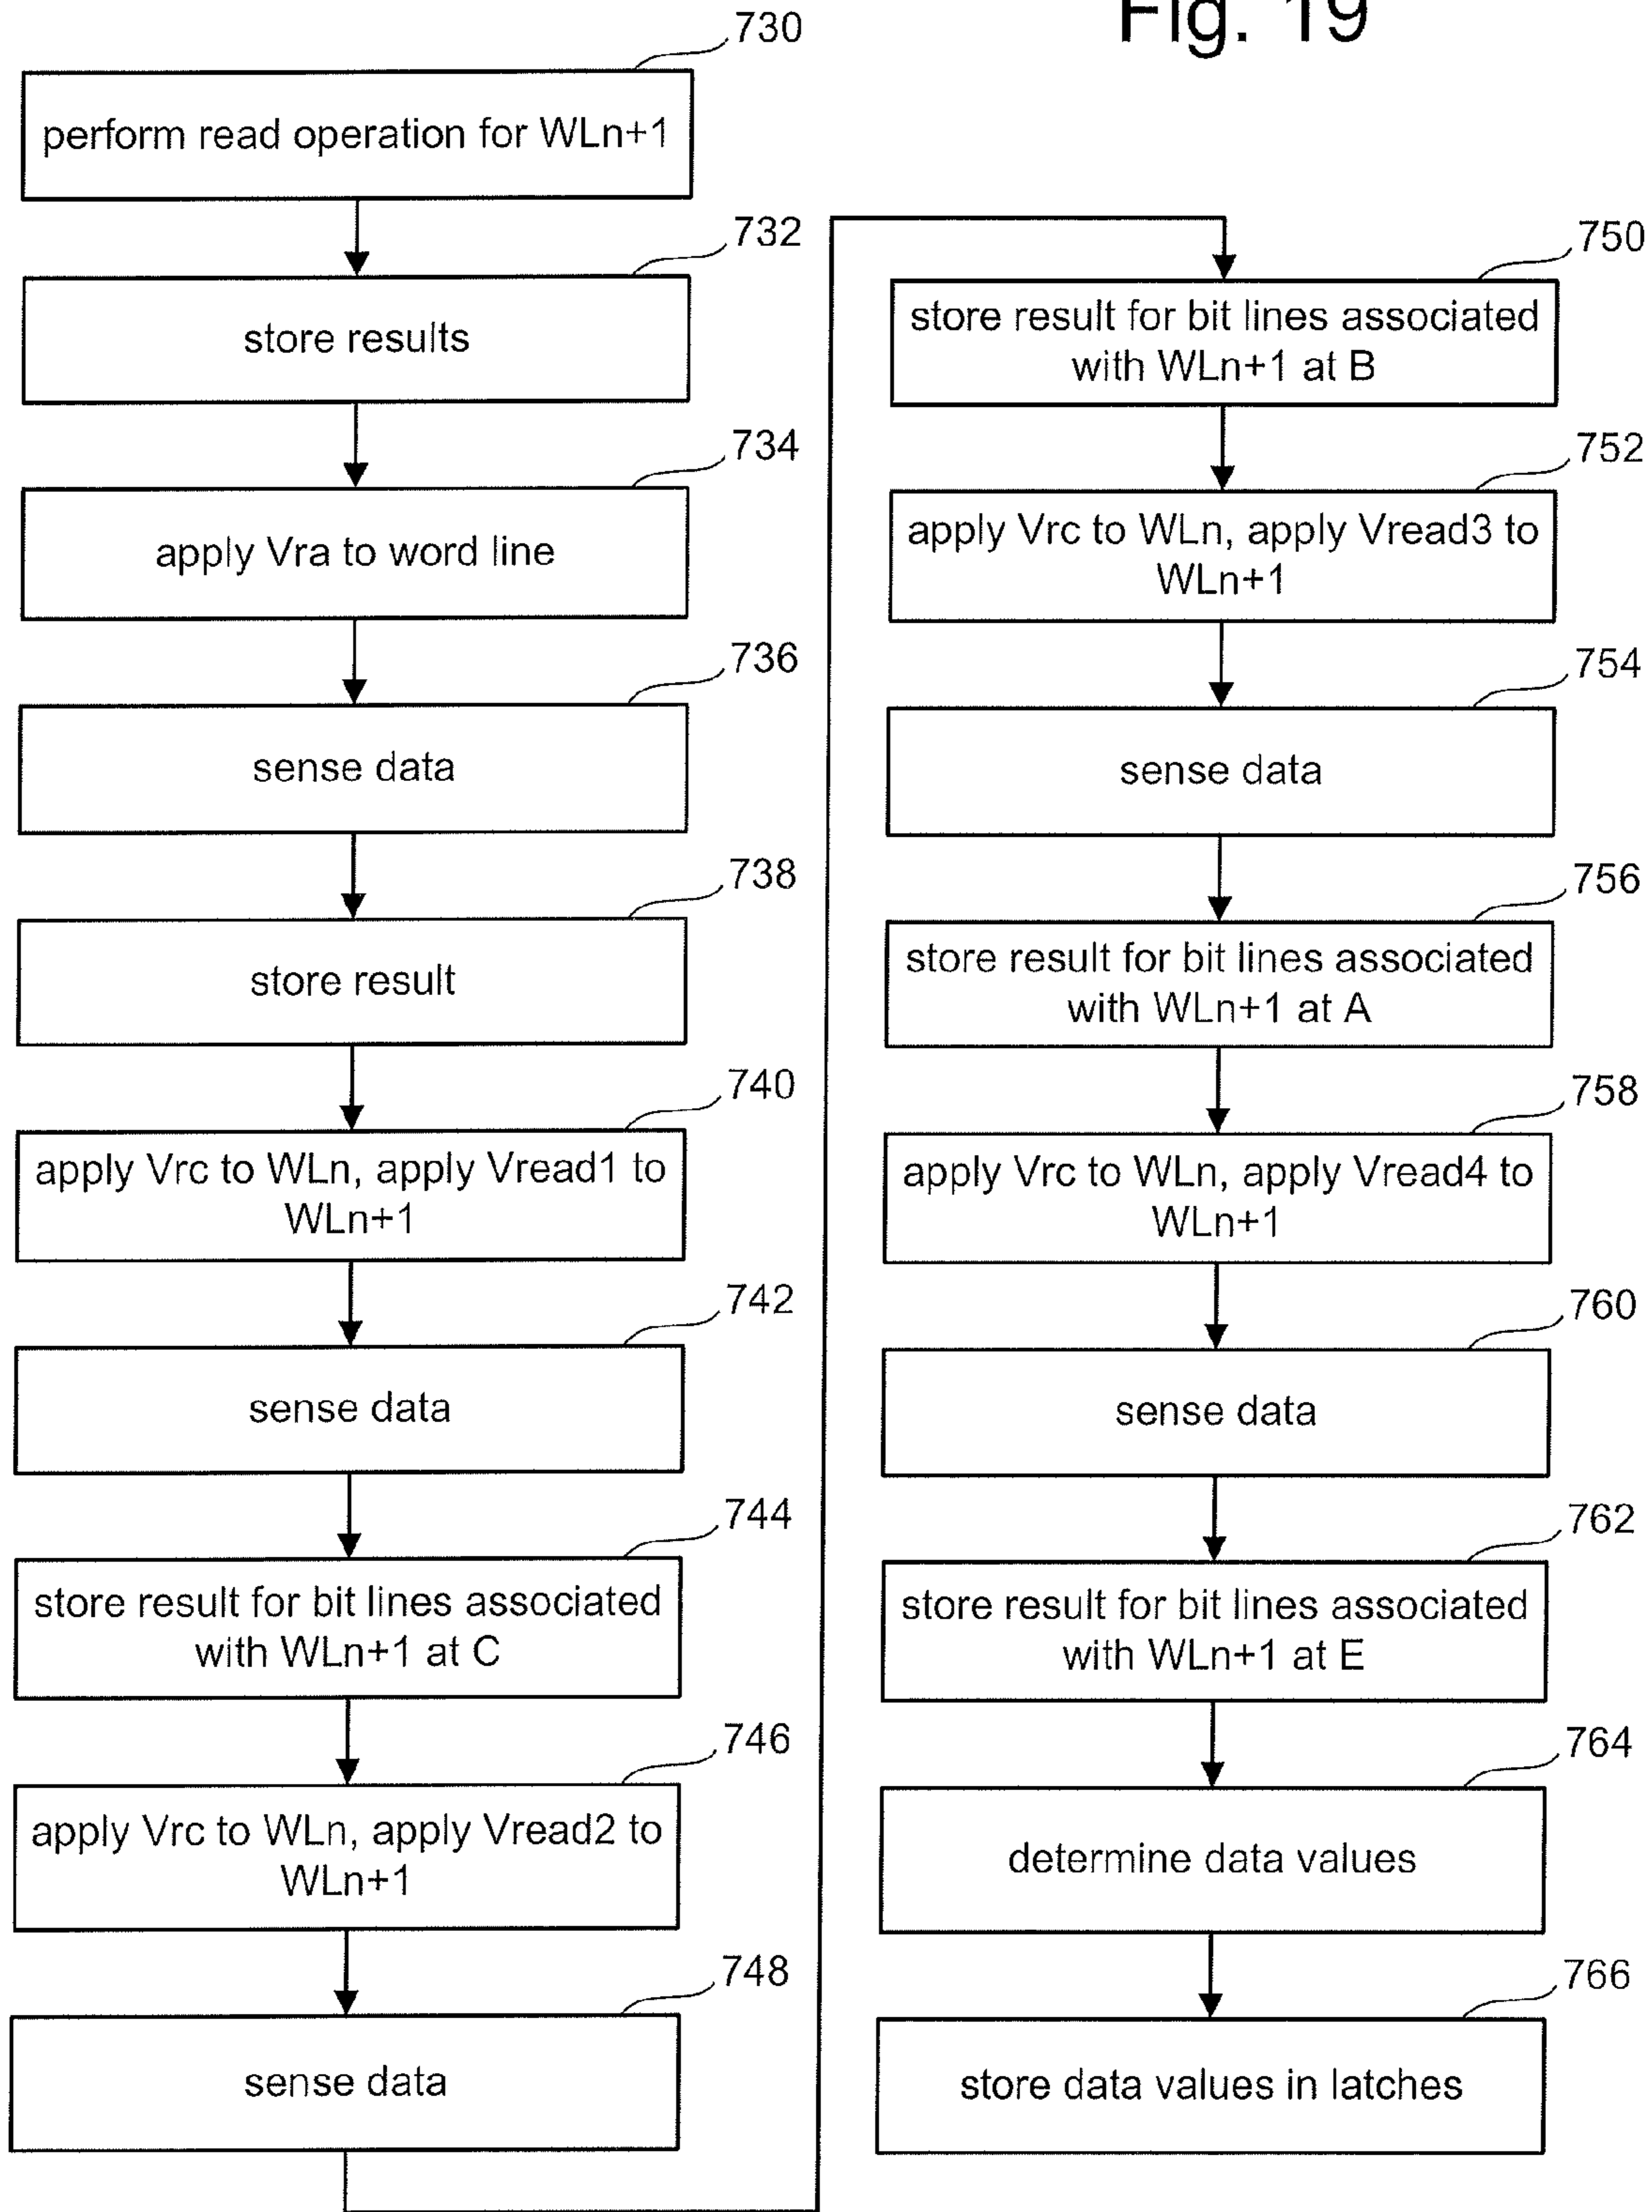 Fig. 19
730
perform read operation for WLn+1
732
store results
734
apply Vra to word line
736
sense data
738
store result
740
apply Vrc to WLn, apply Vread1 to
WLn+1
742
sense data
744
store result for bit lines associated
with WLn+1 at C
746
apply Vrc to WLn, apply Vread2 to
WLn+1
748
sense data
750
store result for bit lines associated
with WLn+1 at B
752
apply Vrc to WLn, apply Vread3 to
WLn+1
754
sense data
756
store result for bit lines associated
with WLn+1 at A
758
apply Vrc to WLn, apply Vread4 to
WLn+1
760
sense data
762
store result for bit lines associated
with WLn+1 at E
764
determine data values
766
store data values in latches